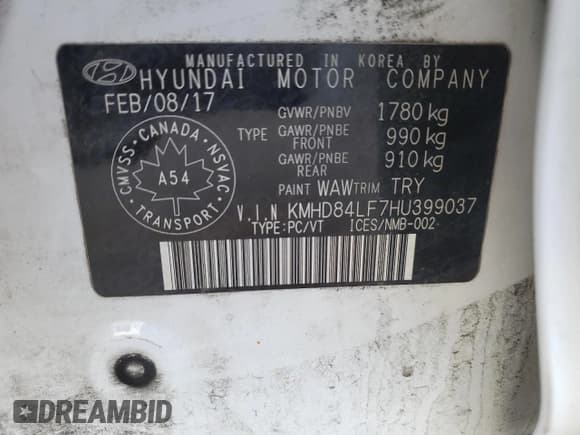 MANUFACTURED IN KOREA BY
HYUNDAI MOTOR COMPANY
FEB/08/17
GVWR/PNBV 1780 kg
TYPE GAWR/PNBE FRONT 990 kg
GAWR/PNBE REAR 910 kg
PAINT WAW TRIM TRY
CANADA
CMVSS NSVAC
A54
TRANSPORT
V.I.N KMHD84LF7HU399037
TYPE:PC/VT ICES/NMB-002
DREAMBID